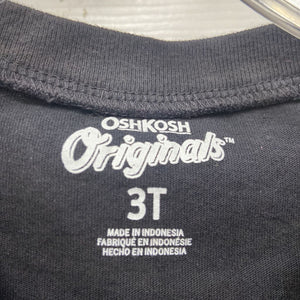 OSHKOSH
Originals™
3T
MADE IN INDONESIA
FABRIQUÉ EN INDONÉSIE
HECHO EN INDONESIA